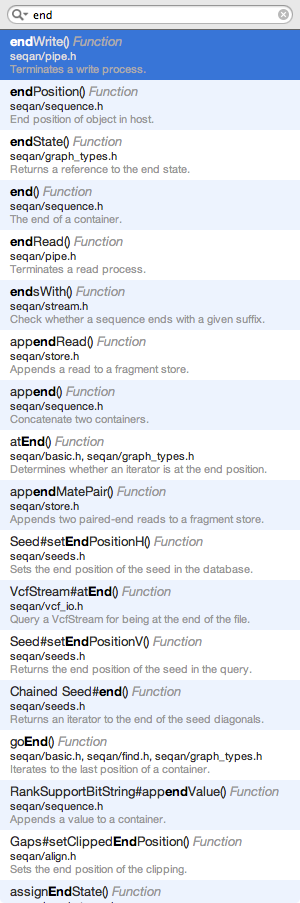 end
endWrite() Function
seqan/pipe.h
Terminates a write process.
endPosition() Function
seqan/sequence.h
End position of object in host.
endState() Function
seqan/graph_types.h
Returns a reference to the end state.
end() Function
seqan/sequence.h
The end of a container.
endRead() Function
seqan/pipe.h
Terminates a read process.
endsWith() Function
seqan/stream.h
Check whether a sequence ends with a given suffix.
appendRead() Function
seqan/store.h
Appends a read to a fragment store.
append() Function
seqan/sequence.h
Concatenate two containers.
atEnd() Function
seqan/basic.h, seqan/graph_types.h
Determines whether an iterator is at the end position.
appendMatePair() Function
seqan/store.h
Appends two paired-end reads to a fragment store.
Seed#setEndPositionH() Function
seqan/seeds.h
Sets the end position of the seed in the database.
VcfStream#atEnd() Function
seqan/vcf_io.h
Query a VcfStream for being at the end of the file.
Seed#setEndPositionV() Function
seqan/seeds.h
Returns the end position of the seed in the query.
Chained Seed#end() Function
seqan/seeds.h
Returns an iterator to the end of the seed diagonals.
goEnd() Function
seqan/basic.h, seqan/find.h, seqan/graph_types.h
Iterates to the last position of a container.
RankSupportBitString#appendValue() Function
seqan/sequence.h
Appends a value to a container.
Gaps#setClippedEndPosition() Function
seqan/align.h
Sets the end position of the clipping.
assignEndState() Function